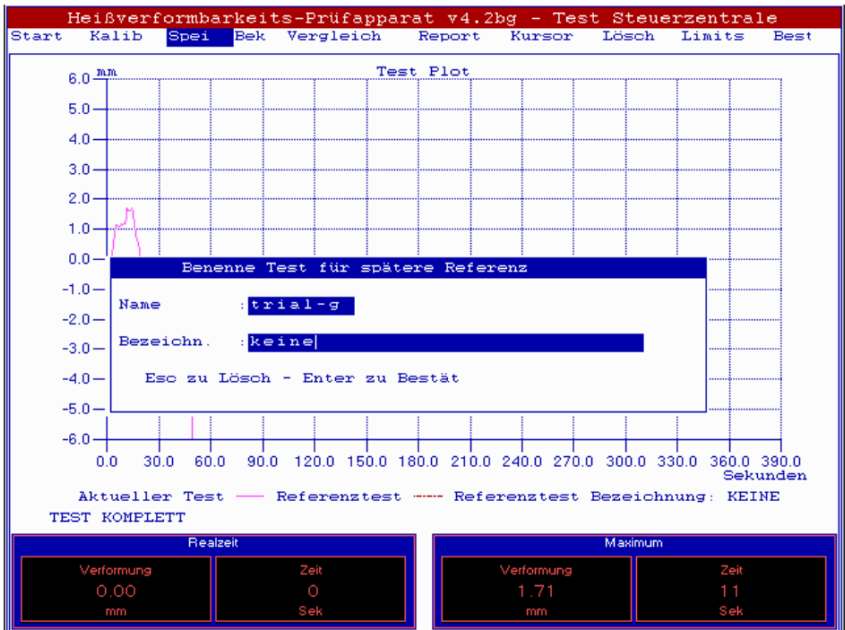 Heißverformbarkeits-Prüfapparat v4.2bg - Test Steuerzentrale
Start Kalib Spei Bek Vergleich Report Kursor Lösch Limits Best
mm Test Plot
6.0
5.0
4.0
3.0
2.0
1.0
0.0
Benenne Test für spätere Referenz
-1.0
Name :trial-g
-2.0
Bezeichn. :keine
-3.0
-4.0 Esc zu Lösch - Enter zu Bestät
-5.0
-6.0
0.0 30.0 60.0 90.0 120.0 150.0 180.0 210.0 240.0 270.0 300.0 330.0 360.0 390.0
Sekunden
Aktueller Test Referenztest Referenztest Bezeichnung: KEINE
TEST KOMPLETT
Realzeit Maximum
Verformung Zeit Verformung Zeit
0.00 0 1.71 11
mm Sek mm Sek